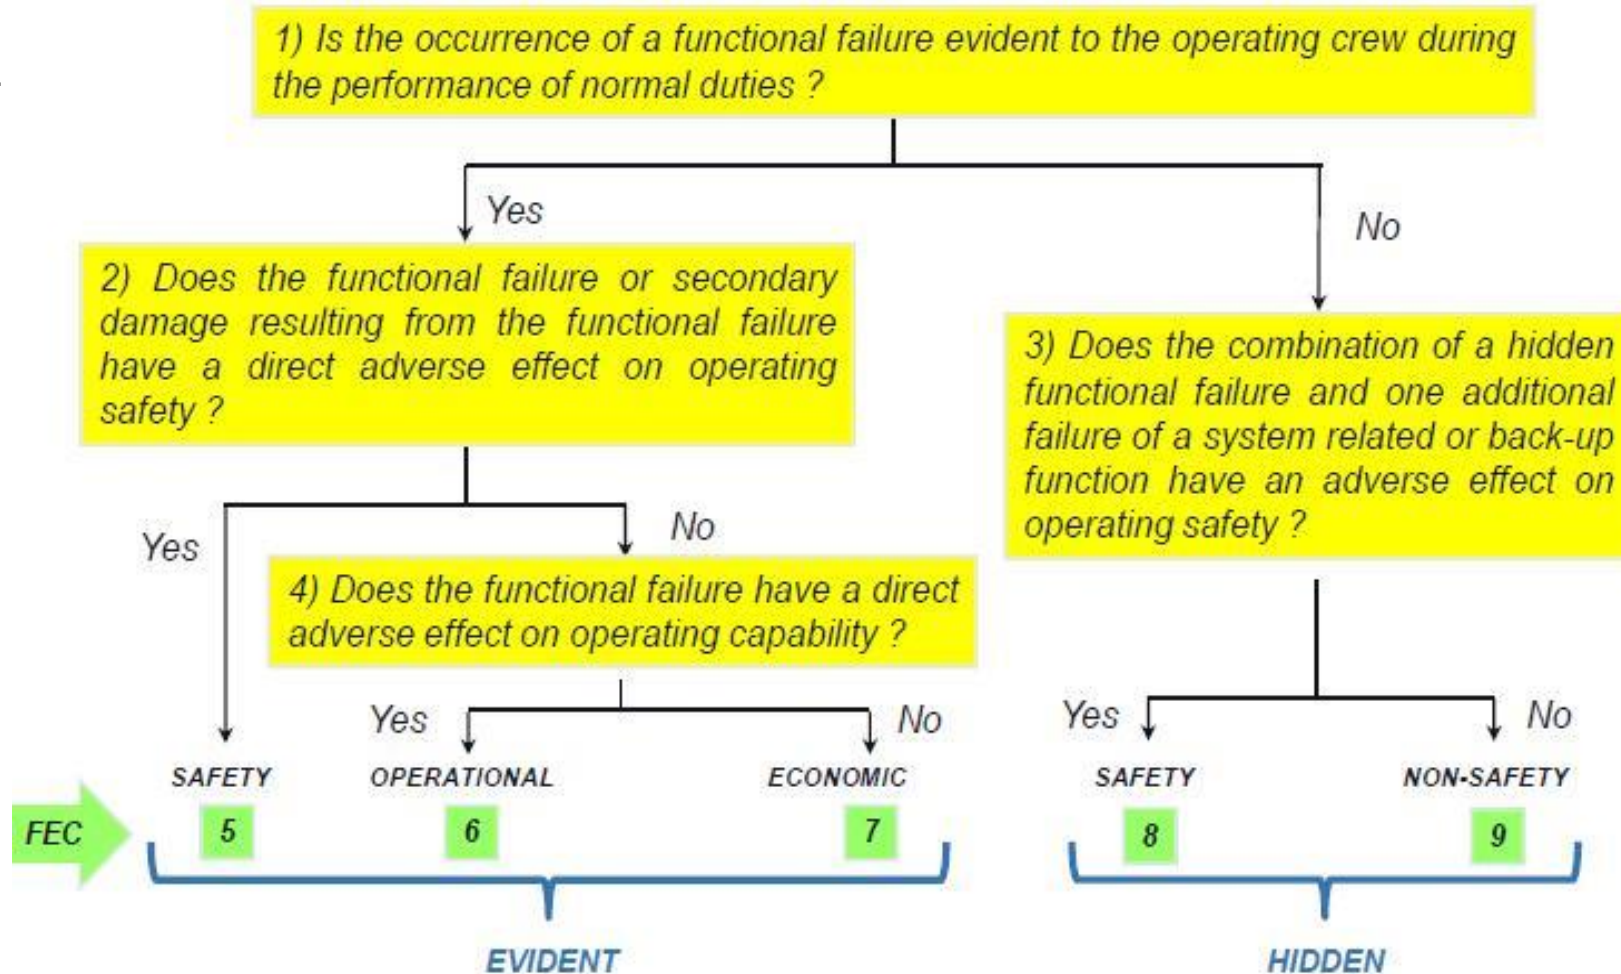 1) Is the occurrence of a functional failure evident to the operating crew during
the performance of normal duties ?
Yes
No
2) Does the functional failure or secondary
damage resulting from the functional failure
have a direct adverse effect on operating
safety ?
3) Does the combination of a hidden
functional failure and one additional
failure of a system related or back-up
function have an adverse effect on
operating safety ?
Yes
No
4) Does the functional failure have a direct
adverse effect on operating capability ?
Yes
No
Yes
No
SAFETY
OPERATIONAL
ECONOMIC
SAFETY
NON-SAFETY
FEC
5
6
7
8
9
EVIDENT
HIDDEN